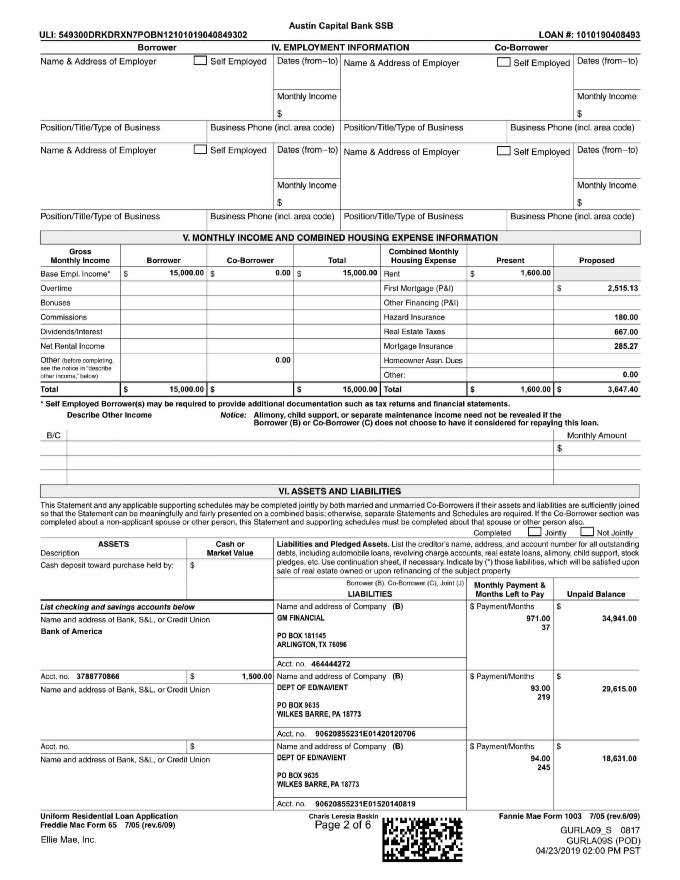 Austin Capital Bank SSB
ULI: 549300DRKDRXN7POBN12101019040849302 LOAN #: 1010190408493
Borrower IV. EMPLOYMENT INFORMATION Co-Borrower
Name & Address of Employer Self Employed Dates (from–to) Name & Address of Employer Self Employed Dates (from–to)
Monthly Income Monthly Income
$ $
Position/Title/Type of Business Business Phone (incl. area code) Position/Title/Type of Business Business Phone (incl. area code)
Name & Address of Employer Self Employed Dates (from–to) Name & Address of Employer Self Employed Dates (from–to)
Monthly Income Monthly Income
$ $
Position/Title/Type of Business Business Phone (incl. area code) Position/Title/Type of Business Business Phone (incl. area code)
V. MONTHLY INCOME AND COMBINED HOUSING EXPENSE INFORMATION
Gross Monthly Income Borrower Co-Borrower Total Combined Monthly Housing Expense Present Proposed
Base Empl. Income* $ 15,000.00 $ 0.00 $ 15,000.00 Rent $ 1,600.00
Overtime First Mortgage (P&I) $ 2,515.13
Bonuses Other Financing (P&I)
Commissions Hazard Insurance 180.00
Dividends/Interest Real Estate Taxes 667.00
Net Rental Income Mortgage Insurance 285.27
Other (before completing, see the notice in "describe other income," below) 0.00 Homeowner Assn. Dues
Other: 0.00
Total $ 15,000.00 $ $ 15,000.00 Total $ 1,600.00 $ 3,647.40
* Self Employed Borrower(s) may be required to provide additional documentation such as tax returns and financial statements.
Describe Other Income Notice: Alimony, child support, or separate maintenance income need not be revealed if the
Borrower (B) or Co-Borrower (C) does not choose to have it considered for repaying this loan.
B/C Monthly Amount
$
VI. ASSETS AND LIABILITIES
This Statement and any applicable supporting schedules may be completed jointly by both married and unmarried Co-Borrowers if their assets and liabilities are sufficiently joined
so that the Statement can be meaningfully and fairly presented on a combined basis; otherwise, separate Statements and Schedules are required. If the Co-Borrower section was
completed about a non-applicant spouse or other person, this Statement and supporting schedules must be completed about that spouse or other person also.
Completed Jointly Not Jointly
ASSETS Cash or Market Value
Description
Cash deposit toward purchase held by: $
Liabilities and Pledged Assets. List the creditor's name, address, and account number for all outstanding
debts, including automobile loans, revolving charge accounts, real estate loans, alimony, child support, stock
pledges, etc. Use continuation sheet, if necessary. Indicate by (*) those liabilities, which will be satisfied upon
sale of real estate owned or upon refinancing of the subject property.
Borrower (B), Co-Borrower (C), Joint (J)
LIABILITIES Monthly Payment & Months Left to Pay Unpaid Balance
List checking and savings accounts below
Name and address of Bank, S&L, or Credit Union
Bank of America
Name and address of Company (B) $ Payment/Months $
GM FINANCIAL 971.00 34,941.00
37
PO BOX 181145
ARLINGTON, TX 76096
Acct. no. 464444272
Acct. no. 3788770866 $ 1,500.00
Name and address of Bank, S&L, or Credit Union
Name and address of Company (B) $ Payment/Months $
DEPT OF ED/NAVIENT 93.00 29,615.00
219
PO BOX 9635
WILKES BARRE, PA 18773
Acct. no. 90620855231E01420120706
Acct. no. $
Name and address of Bank, S&L, or Credit Union
Name and address of Company (B) $ Payment/Months $
DEPT OF ED/NAVIENT 94.00 18,631.00
245
PO BOX 9635
WILKES BARRE, PA 18773
Acct. no. 90620855231E01520140819
Uniform Residential Loan Application Charis Leresia Baskin Fannie Mae Form 1003 7/05 (rev.6/09)
Freddie Mac Form 65 7/05 (rev.6/09) Page 2 of 6
GURLA09_S 0817
Ellie Mae, Inc. GURLA09S (POD)
04/23/2019 02:00 PM PST